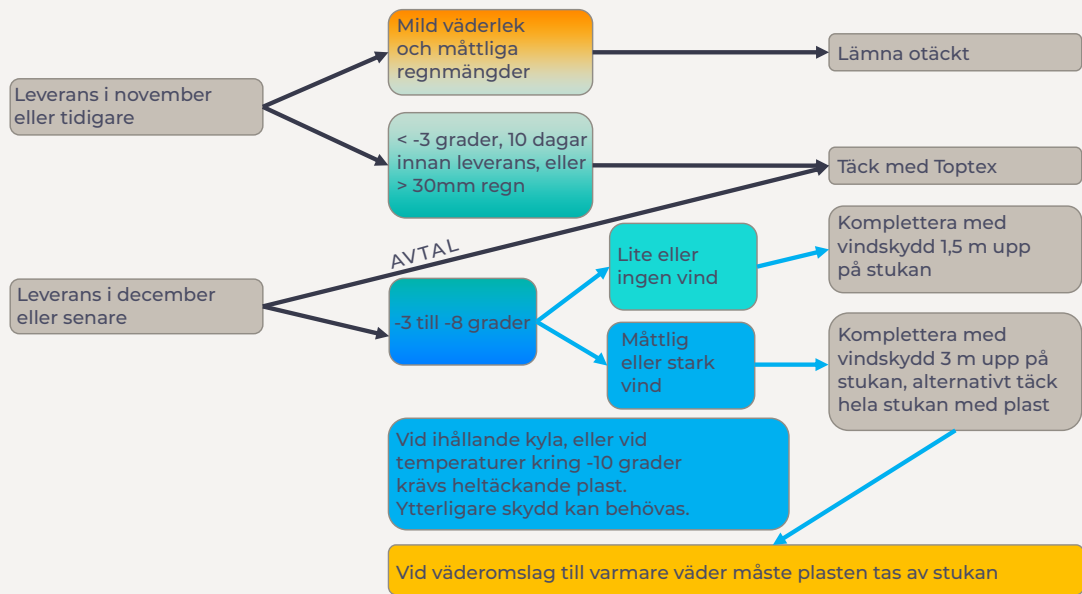 Mild väderlek
och måttliga
regnmängder
Lämna otäckt
Leverans i november
eller tidigare
< -3 grader, 10 dagar
innan leverans, eller
> 30mm regn
Täck med Toptex
AVTAL
Leverans i december
eller senare
-3 till -8 grader
Lite eller
ingen vind
Komplettera med
vindskydd 1,5 m upp
på stukan
Måttlig
eller stark
vind
Komplettera med
vindskydd 3 m upp på
stukan, alternativt täck
hela stukan med plast
Vid ihållande kyla, eller vid
temperaturer kring -10 grader
krävs heltäckande plast.
Ytterligare skydd kan behövas.
Vid väderomslag till varmare väder måste plasten tas av stukan